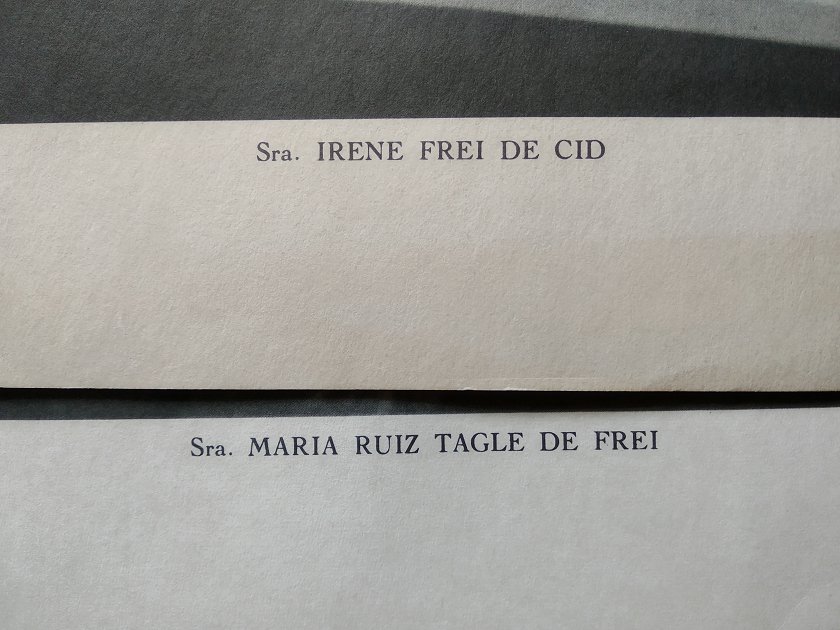 Sra. IRENE FREI DE CID
Sra. MARIA RUIZ TAGLE DE FREI